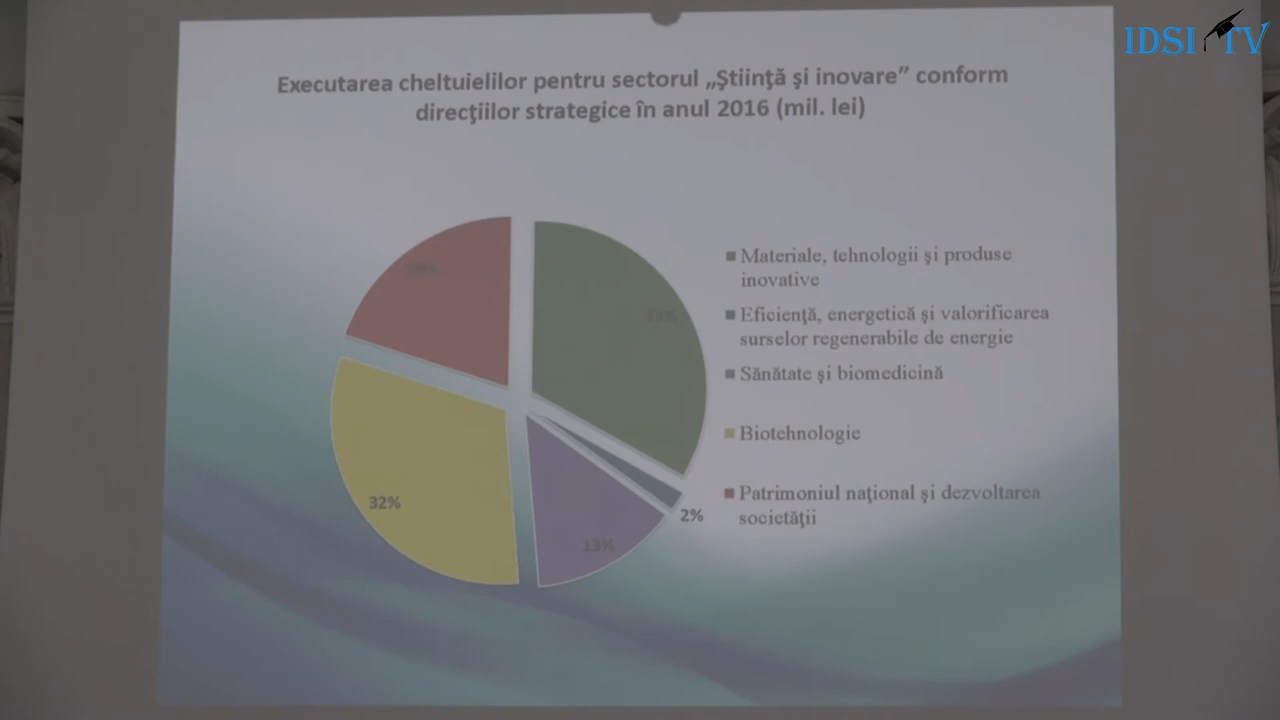 IDSI TV
Executarea cheltuielilor pentru sectorul „Ştiinţă şi inovare” conform
direcţiilor strategice în anul 2016 (mil. lei)
Materiale, tehnologii şi produse
inovative
Eficienţă, energetică şi valorificarea
surselor regenerabile de energie
Sănătate şi biomedicină
Biotehnologie
Patrimoniul naţional şi dezvoltarea
societăţii
32%
13%
2%